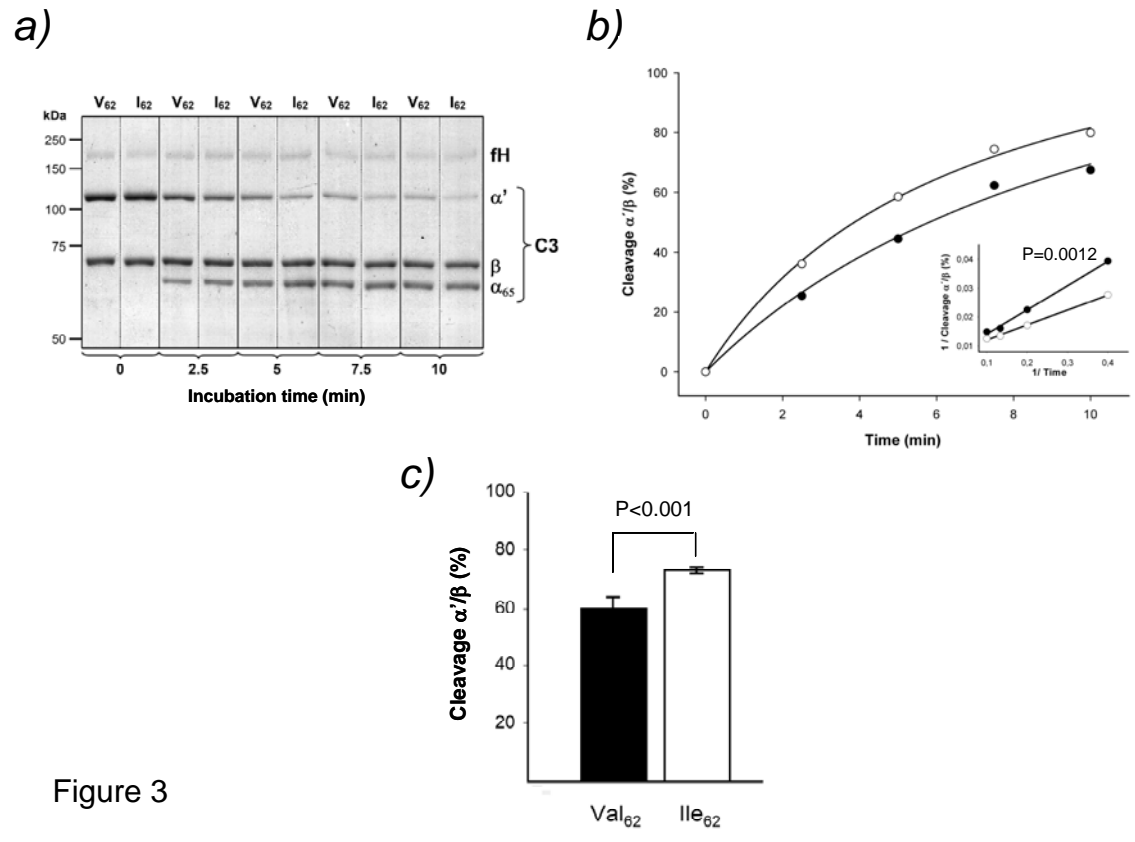 a)
V62 I62 V62 I62 V62 I62 V62 I62 V62 I62
kDa
250
150
100
75
50
fH
α'
β
α65
C3
0 2.5 5 7.5 10
Incubation time (min)
b)
100
80
60
40
20
0
Cleavage α´/β (%)
0 2 4 6 8 10
Time (min)
P=0.0012
0,04
0,03
0,02
0,01
1 / Cleavage α´/β (%)
0,1 0,2 0,3 0,4
1/ Time
c)
100
80
60
40
20
Cleavage α'/β (%)
P<0.001
Val62 Ile62
Figure 3